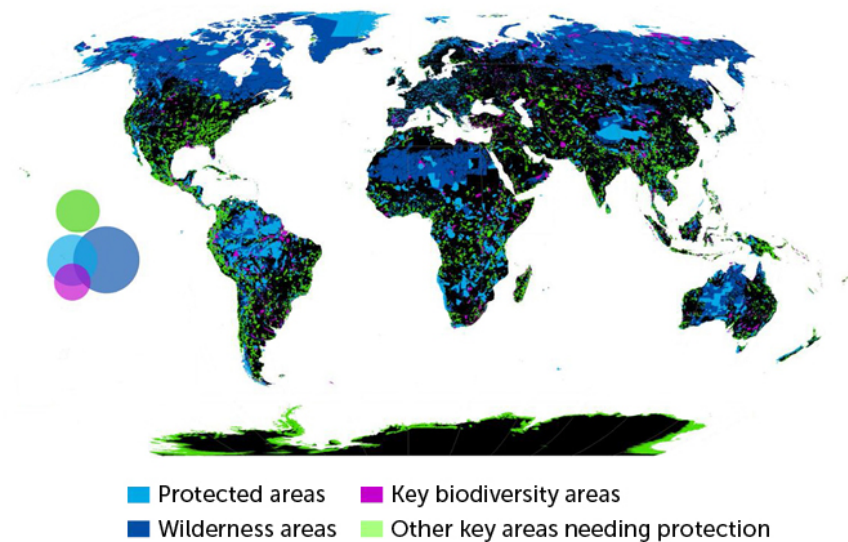 Protected areas
Key biodiversity areas
Wilderness areas
Other key areas needing protection